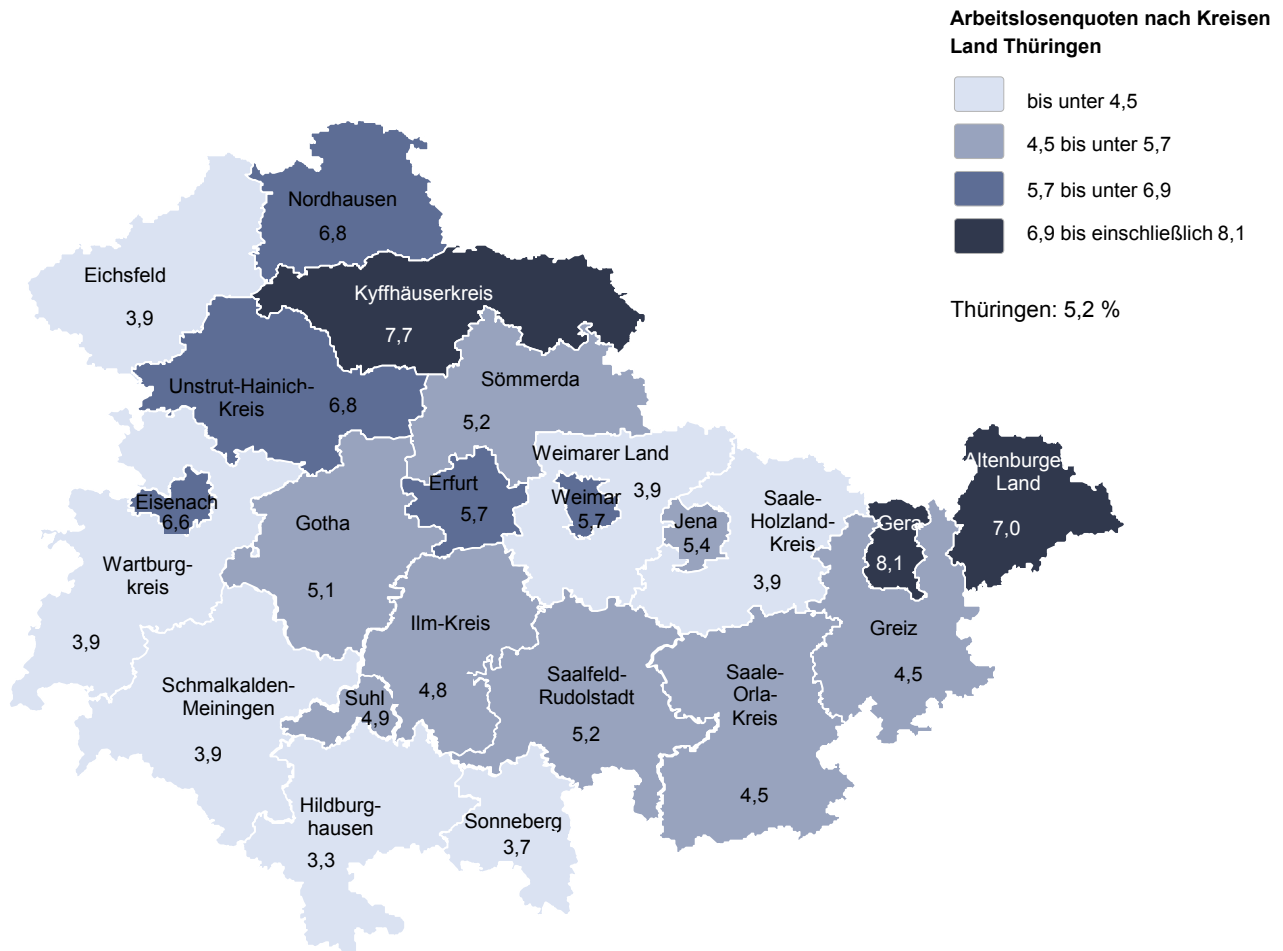 Arbeitslosenquoten nach Kreisen
Land Thüringen
bis unter 4,5
4,5 bis unter 5,7
5,7 bis unter 6,9
6,9 bis einschließlich 8,1
Thüringen: 5,2 %
Nordhausen
6,8
Eichsfeld
3,9
Kyffhäuserkreis
7,7
Unstrut-Hainich-
Kreis
6,8
Sömmerda
5,2
Weimarer Land
3,9
Altenburger
Land
7,0
Eisenach
6,6
Gotha
5,1
Erfurt
5,7
Weimar
5,7
Jena
5,4
Saale-
Holzland-
Kreis
3,9
Gera
8,1
Wartburg-
kreis
3,9
Ilm-Kreis
4,8
Greiz
4,5
Schmalkalden-
Meiningen
3,9
Suhl
4,9
Saalfeld-
Rudolstadt
5,2
Saale-
Orla-
Kreis
4,5
Hildburg-
hausen
3,3
Sonneberg
3,7